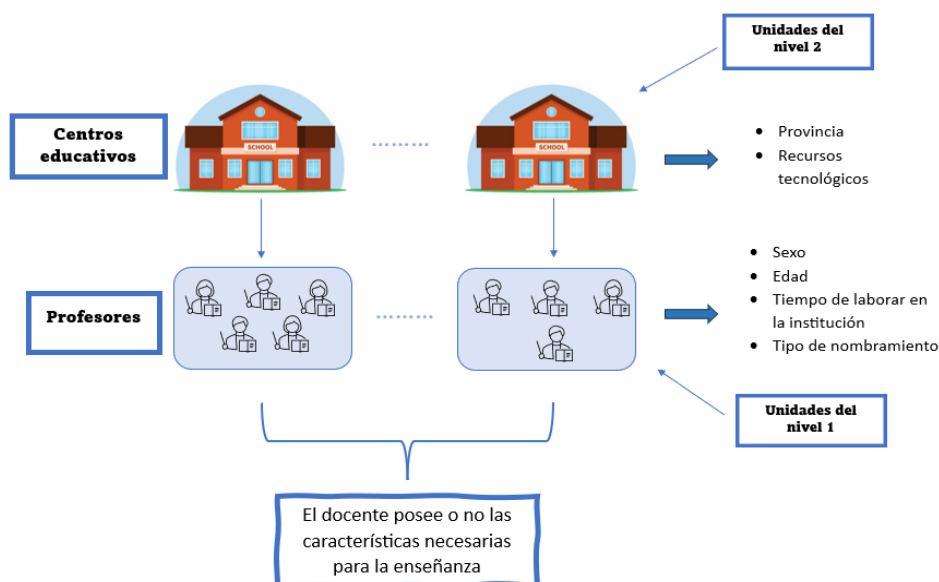 Unidades del
nivel 2
Centros
educativos
SCHOOL
SCHOOL
• Provincia
• Recursos
tecnológicos
Profesores
• Sexo
• Edad
• Tiempo de laborar en
la institución
• Tipo de nombramiento
Unidades del
nivel 1
El docente posee o no las
características necesarias
para la enseñanza